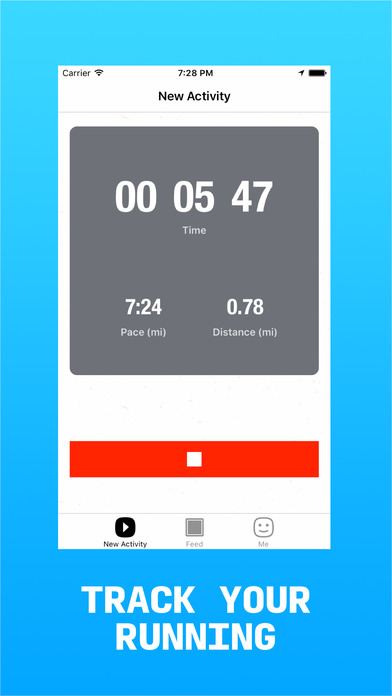 Carrier 7:28 PM
New Activity
00 05 47
Time
7:24 0.78
Pace (mi) Distance (mi)
New Activity Feed Me
TRACK YOUR
RUNNING